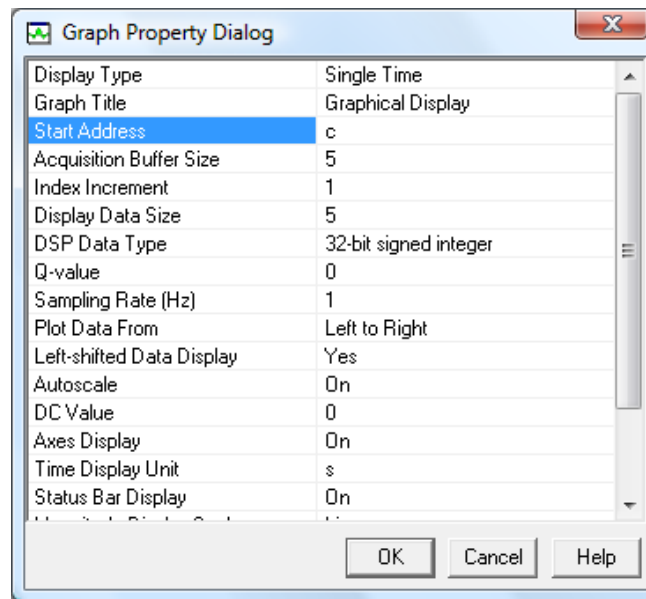 Graph Property Dialog
Display Type Single Time
Graph Title Graphical Display
Start Address c
Acquisition Buffer Size 5
Index Increment 1
Display Data Size 5
DSP Data Type 32-bit signed integer
Q-value 0
Sampling Rate (Hz) 1
Plot Data From Left to Right
Left-shifted Data Display Yes
Autoscale On
DC Value 0
Axes Display On
Time Display Unit s
Status Bar Display On
OK Cancel Help